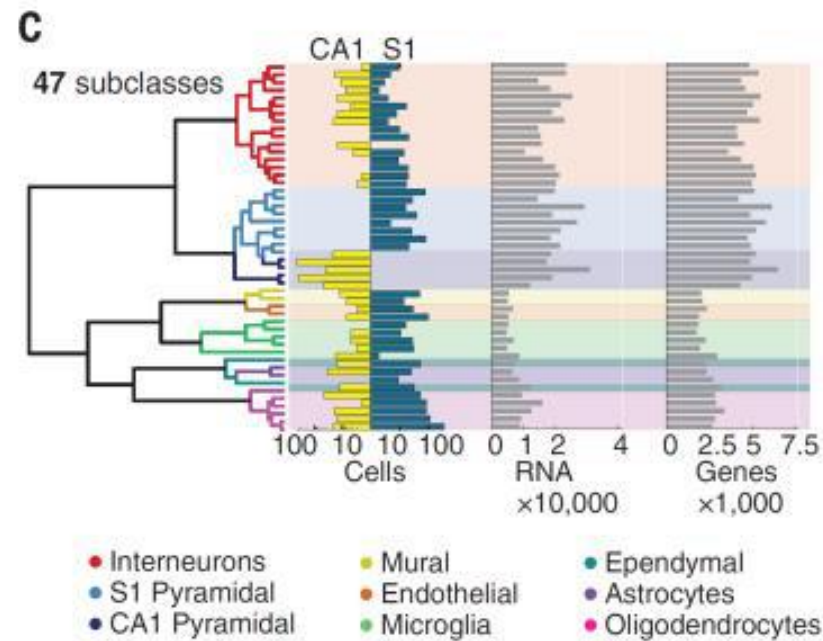 C
CA1 S1
47 subclasses
100 10 10 100 0 1 2 4 0 2.5 5 7.5
Cells RNA Genes
×10,000 ×1,000
Interneurons Mural Ependymal
S1 Pyramidal Endothelial Astrocytes
CA1 Pyramidal Microglia Oligodendrocytes